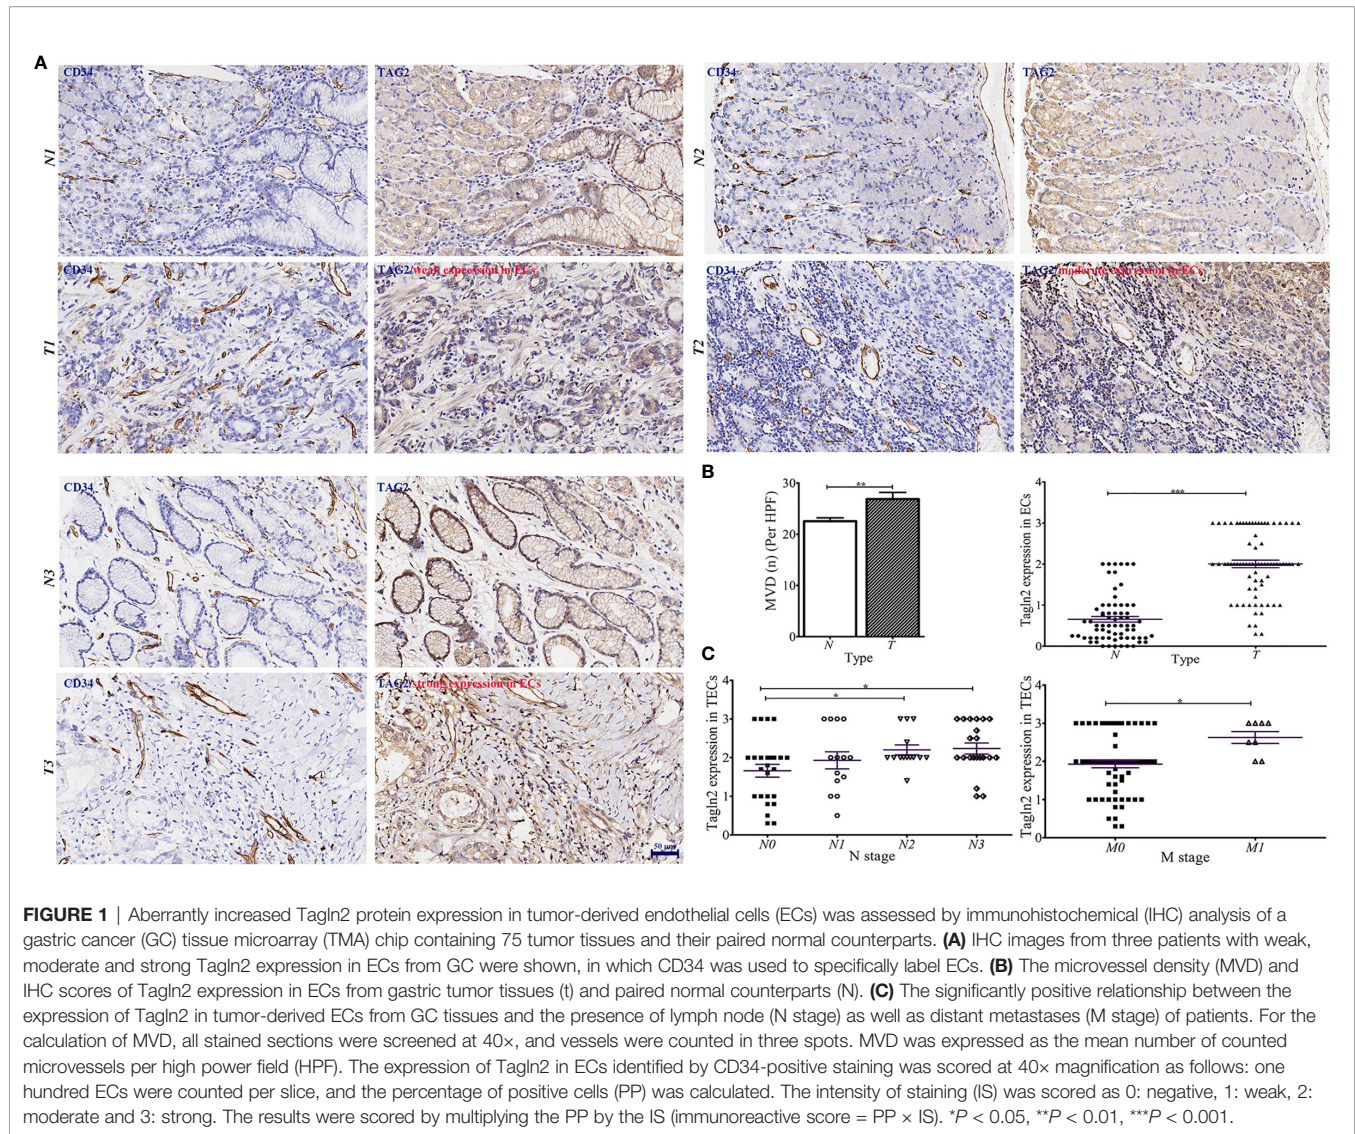 A
CD34
TAG2
N1
CD34
TAG2/weak expression in ECs
T1
CD34
TAG2
N2
CD34
TAG2/moderate expression in ECs
T2
CD34
TAG2
N3
CD34
TAG2/strong expression in ECs
T3
50 μm
B
MVD (n) (Per HPF)
30
20
10
0
**
N
T
Type
Tagln2 expression in ECs
4
3
2
1
0
***
N
T
Type
C
Tagln2 expression in TECs
4
3
2
1
0
*
*
N0
N1
N2
N3
N stage
Tagln2 expression in TECs
4
3
2
1
0
*
M0
M1
M stage
FIGURE 1 | Aberrantly increased Tagln2 protein expression in tumor-derived endothelial cells (ECs) was assessed by immunohistochemical (IHC) analysis of a
gastric cancer (GC) tissue microarray (TMA) chip containing 75 tumor tissues and their paired normal counterparts. (A) IHC images from three patients with weak,
moderate and strong Tagln2 expression in ECs from GC were shown, in which CD34 was used to specifically label ECs. (B) The microvessel density (MVD) and
IHC scores of Tagln2 expression in ECs from gastric tumor tissues (t) and paired normal counterparts (N). (C) The significantly positive relationship between the
expression of Tagln2 in tumor-derived ECs from GC tissues and the presence of lymph node (N stage) as well as distant metastases (M stage) of patients. For the
calculation of MVD, all stained sections were screened at 40×, and vessels were counted in three spots. MVD was expressed as the mean number of counted
microvessels per high power field (HPF). The expression of Tagln2 in ECs identified by CD34-positive staining was scored at 40× magnification as follows: one
hundred ECs were counted per slice, and the percentage of positive cells (PP) was calculated. The intensity of staining (IS) was scored as 0: negative, 1: weak, 2:
moderate and 3: strong. The results were scored by multiplying the PP by the IS (immunoreactive score = PP × IS). *P < 0.05, **P < 0.01, ***P < 0.001.